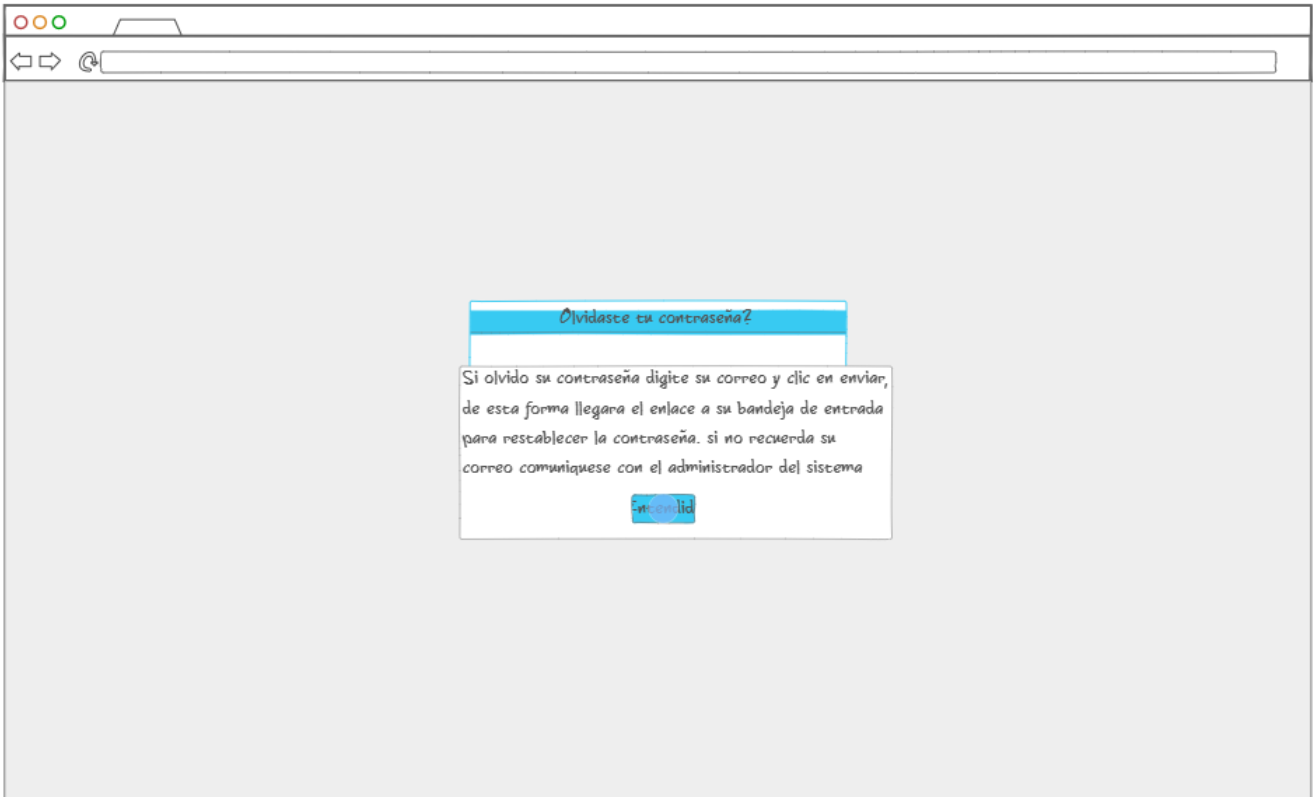 Olvidaste tu contraseña?
Si olvido su contraseña digite su correo y clic en enviar,
de esta forma llegara el enlace a su bandeja de entrada
para restablecer la contraseña. si no recuerda su
correo comuniquese con el administrador del sistema